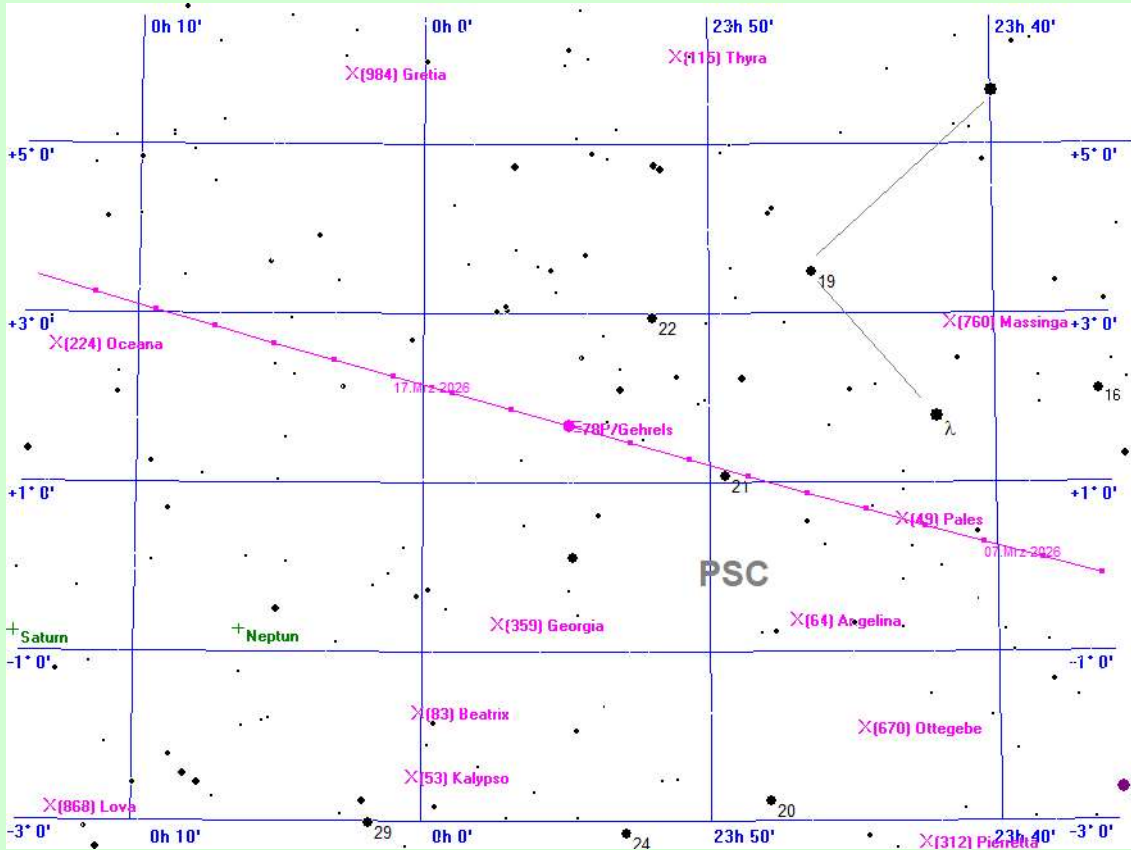 0h 10' 0h 0' 23h 50' 23h 40'
(984) Gretia
(115) Thyra
+5° 0' +5° 0'
19
+3° 0' +3° 0'
22
(760) Massinga
(224) Oceana
17.Mrz-2026
16
λ
78P/Gehrels
+1° 0' +1° 0'
21
(49) Pales
07.Mrz-2026
PSC
(359) Georgia
(64) Angelina
Saturn
Neptun
-1° 0' -1° 0'
(83) Beatrix
(670) Ottegebe
(53) Kalypso
(868) Lova
20
-3° 0' -3° 0'
29
24
0h 10' 0h 0' 23h 50' 23h 40'
(312) Pierretta